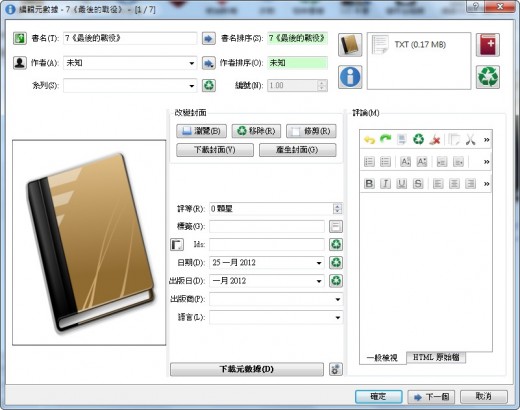 編輯元數據 - 7《最後的戰役》 - [1 / 7]
書名(T): 7《最後的戰役》 書名排序(S): 7《最後的戰役》
作者(A): 未知 作者排序(O): 未知
系列(S): 編號(N): 1.00
TXT (0.17 MB)
改變封面
瀏覽(B) 移除(R) 修剪(R)
下載封面(V) 產生封面(G)
評等(R): 0 顆星
標籤(G):
Ids:
日期(D): 25 一月 2012
出版日(D): 一月 2012
出版商(P):
語言(L):
下載元數據(D)
評論(M)
B I U S
一般檢視 HTML 原始檔
確定 下一個 取消